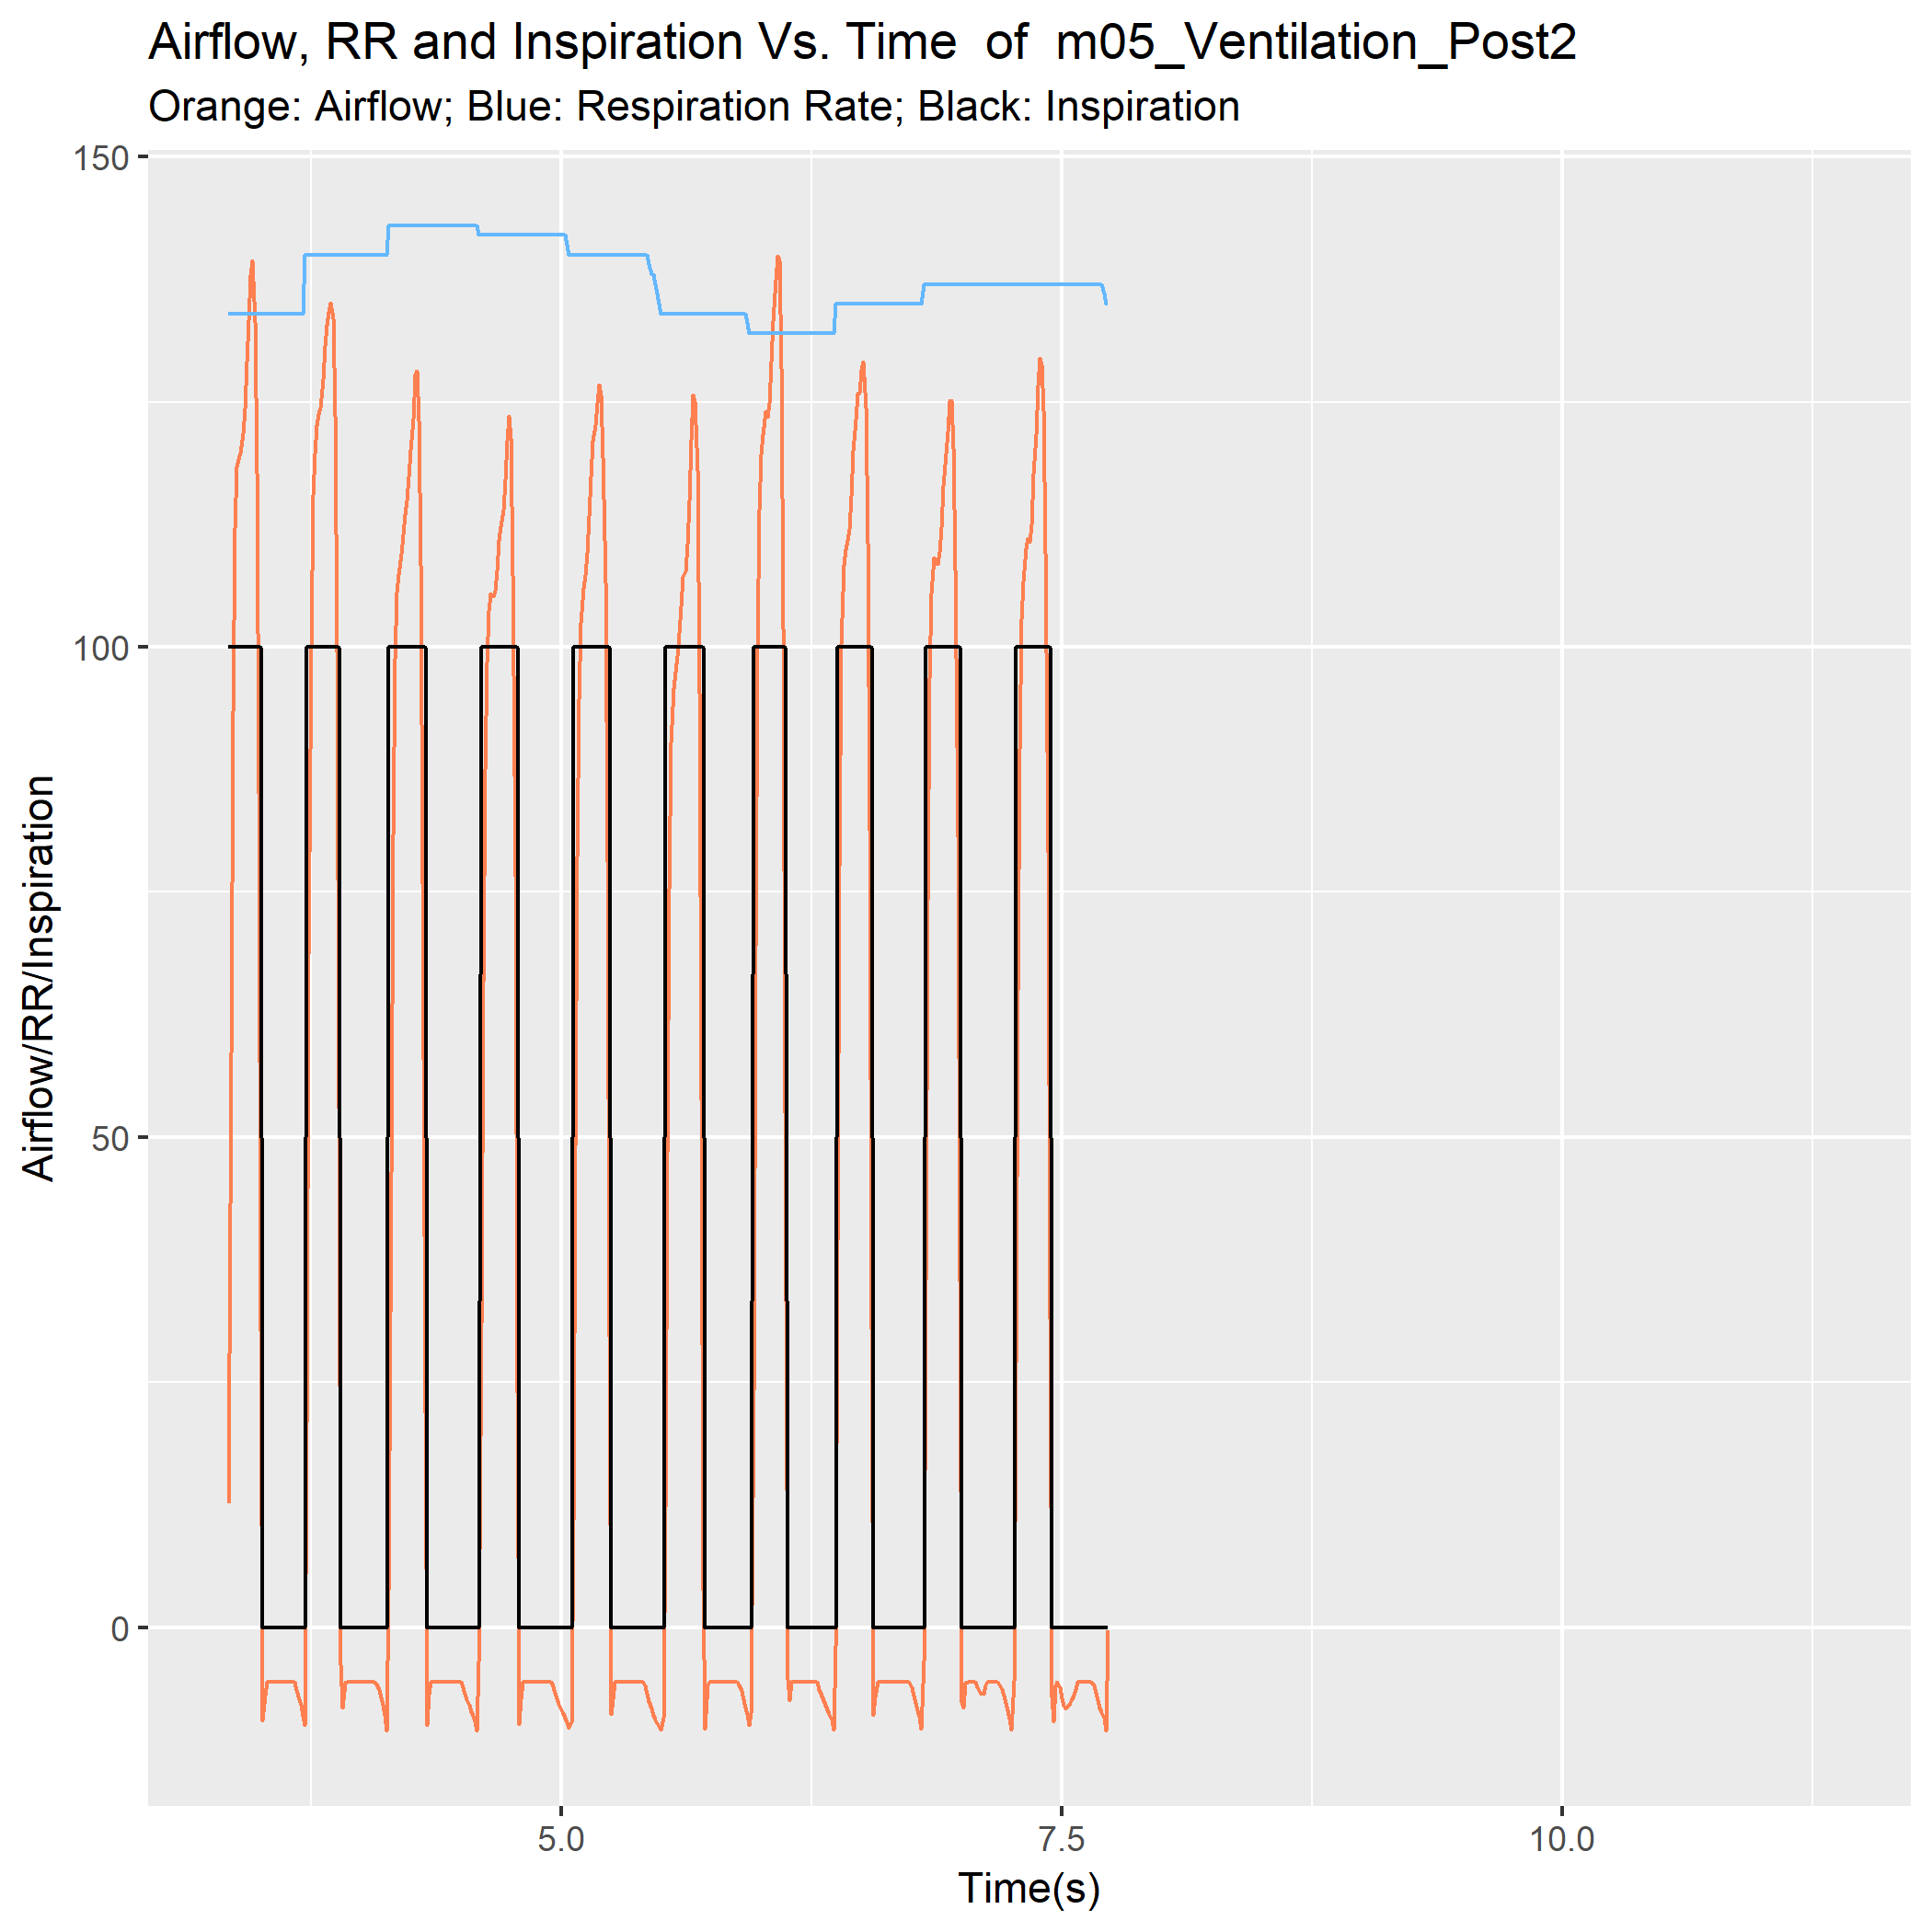 Airflow, RR and Inspiration Vs. Time  of  m05_Ventilation_Post2
Orange: Airflow; Blue: Respiration Rate; Black: Inspiration
150
100
50
0
Airflow/RR/Inspiration
5.0
7.5
10.0
Time(s)